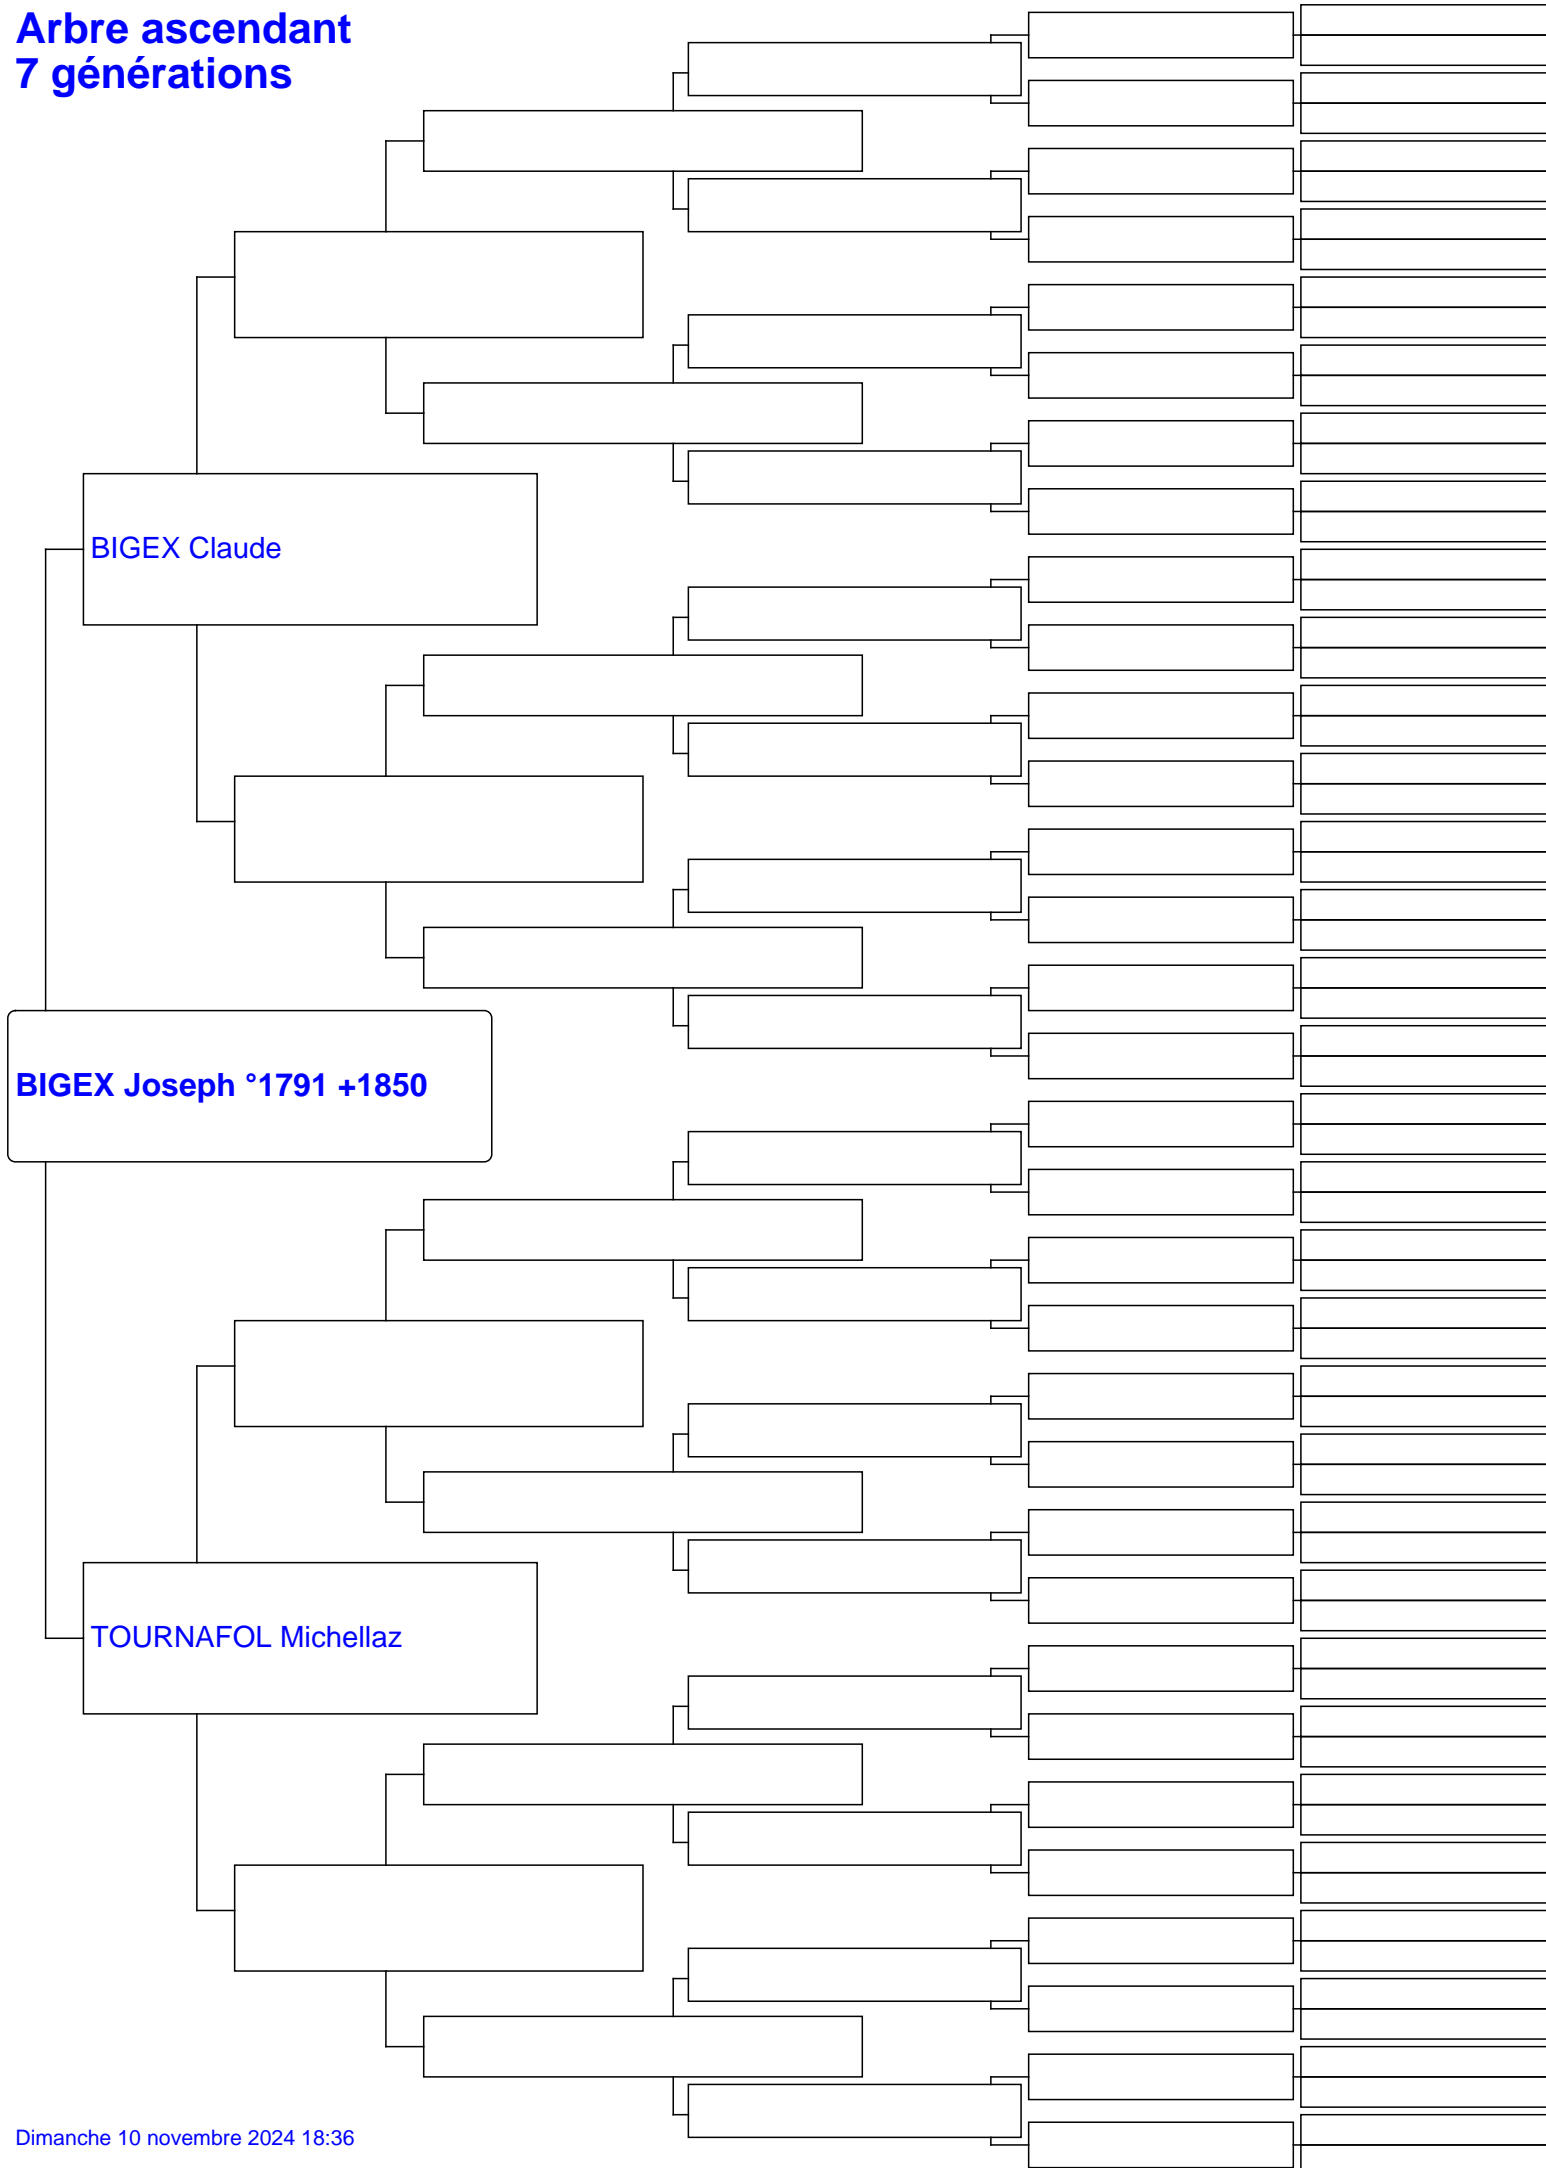 Arbre ascendant
7 générations
BIGEX Claude
BIGEX Joseph °1791 +1850
TOURNAFOL Michellaz
Dimanche 10 novembre 2024 18:36